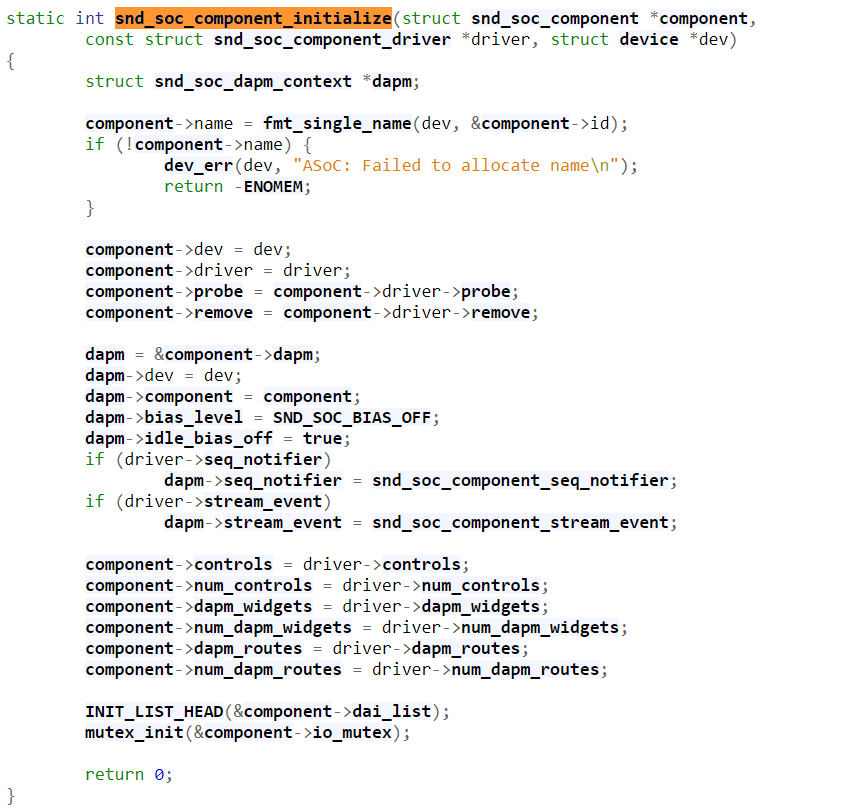 static int snd_soc_component_initialize(struct snd_soc_component *component,
        const struct snd_soc_component_driver *driver, struct device *dev)
{
        struct snd_soc_dapm_context *dapm;

        component->name = fmt_single_name(dev, &component->id);
        if (!component->name) {
                dev_err(dev, "ASoC: Failed to allocate name\n");
                return -ENOMEM;
        }

        component->dev = dev;
        component->driver = driver;
        component->probe = component->driver->probe;
        component->remove = component->driver->remove;

        dapm = &component->dapm;
        dapm->dev = dev;
        dapm->component = component;
        dapm->bias_level = SND_SOC_BIAS_OFF;
        dapm->idle_bias_off = true;
        if (driver->seq_notifier)
                dapm->seq_notifier = snd_soc_component_seq_notifier;
        if (driver->stream_event)
                dapm->stream_event = snd_soc_component_stream_event;

        component->controls = driver->controls;
        component->num_controls = driver->num_controls;
        component->dapm_widgets = driver->dapm_widgets;
        component->num_dapm_widgets = driver->num_dapm_widgets;
        component->dapm_routes = driver->dapm_routes;
        component->num_dapm_routes = driver->num_dapm_routes;

        INIT_LIST_HEAD(&component->dai_list);
        mutex_init(&component->io_mutex);

        return 0;
}